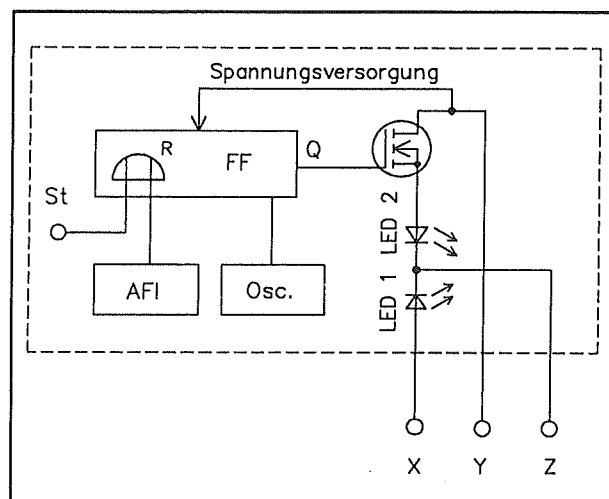 Spannungsversorgung
R
FF
Q
St
AFI
Osc.
LED 2
LED 1
X Y Z